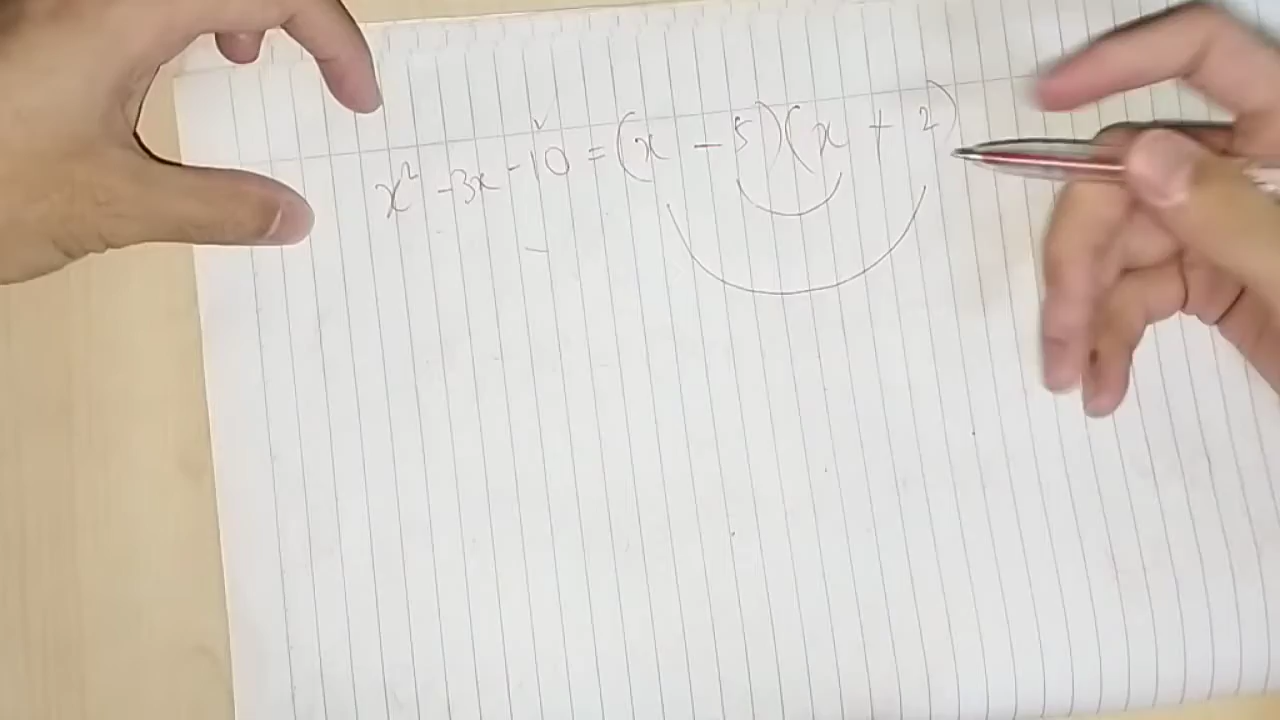 x² -3x -10 = (x - 5)(x + 2)